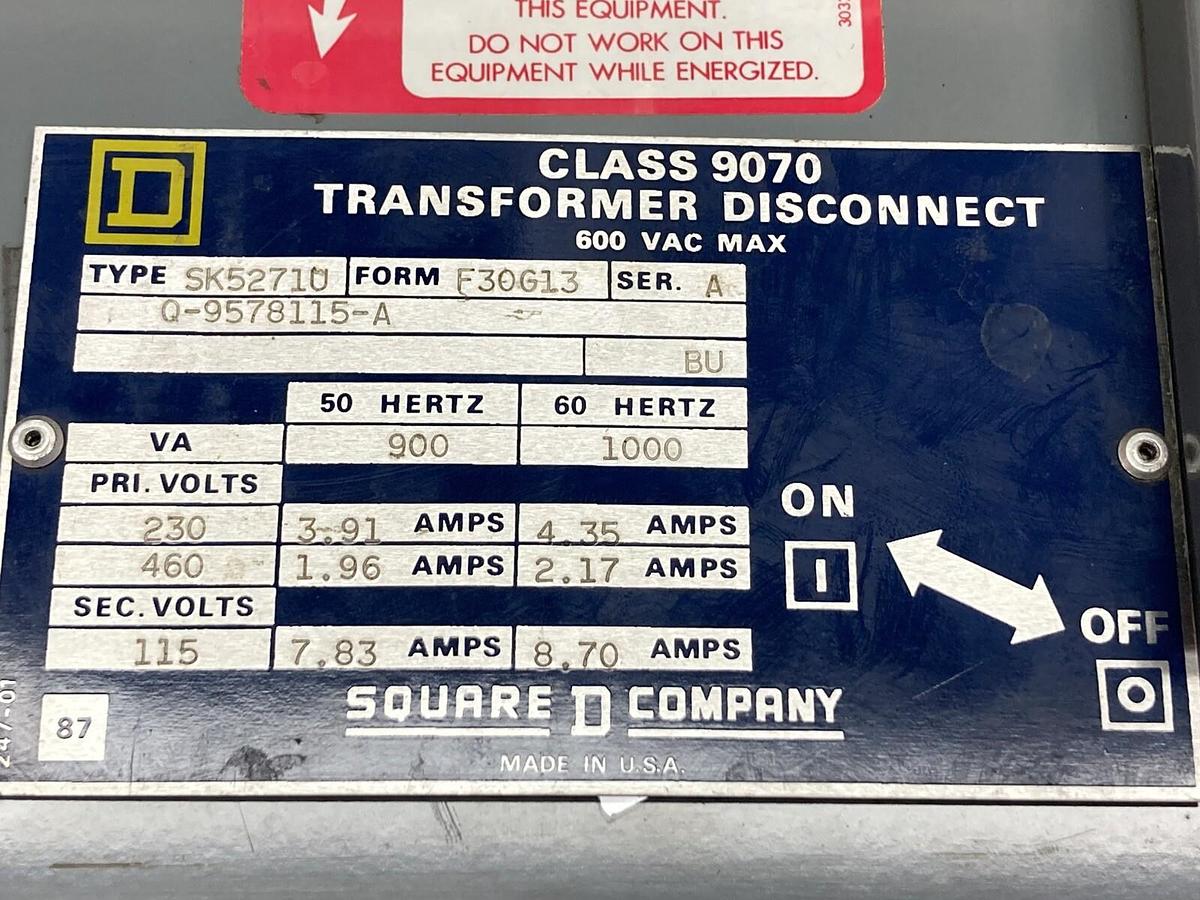 THIS EQUIPMENT.
DO NOT WORK ON THIS
EQUIPMENT WHILE ENERGIZED.
D
CLASS 9070
TRANSFORMER DISCONNECT
600 VAC MAX
TYPE SK5271U FORM F30G13 SER. A
Q-9578115-A
BU
50 HERTZ 60 HERTZ
VA 900 1000
PRI. VOLTS
230 3.91 AMPS 4.35 AMPS
460 1.96 AMPS 2.17 AMPS
SEC. VOLTS
115 7.83 AMPS 8.70 AMPS
ON
I
OFF
O
SQUARE D COMPANY
MADE IN U.S.A.
87